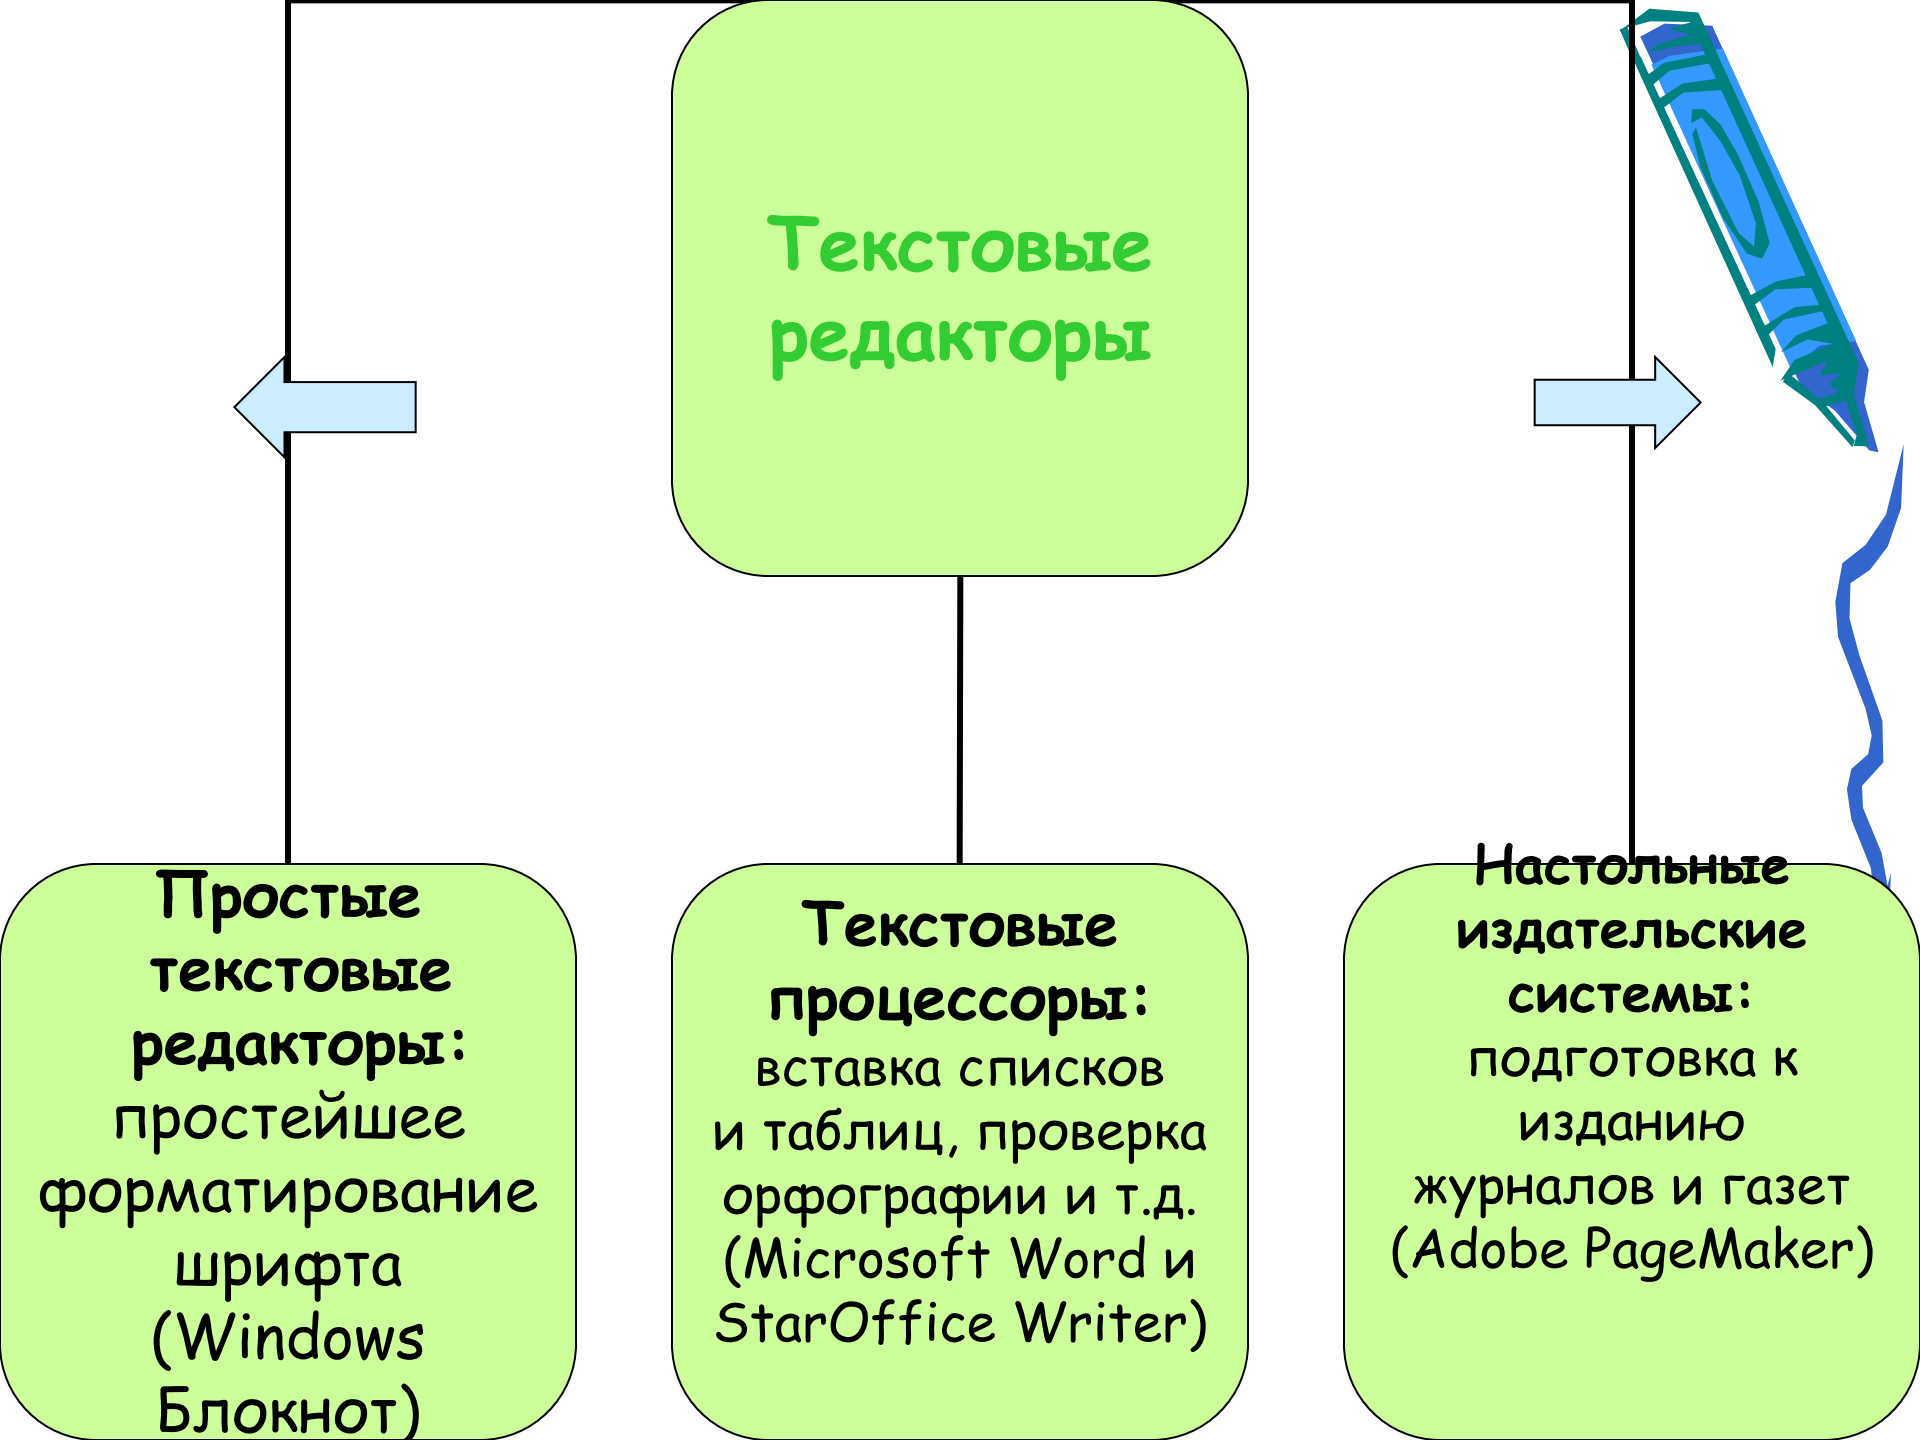 Текстовые
редакторы
Простые
текстовые
редакторы:
простейшее
форматирование
шрифта
(Windows
Блокнот)
Текстовые
процессоры:
вставка списков
и таблиц, проверка
орфографии и т.д.
(Microsoft Word и
StarOffice Writer)
Настольные
издательские
системы:
подготовка к
изданию
журналов и газет
(Adobe PageMaker)